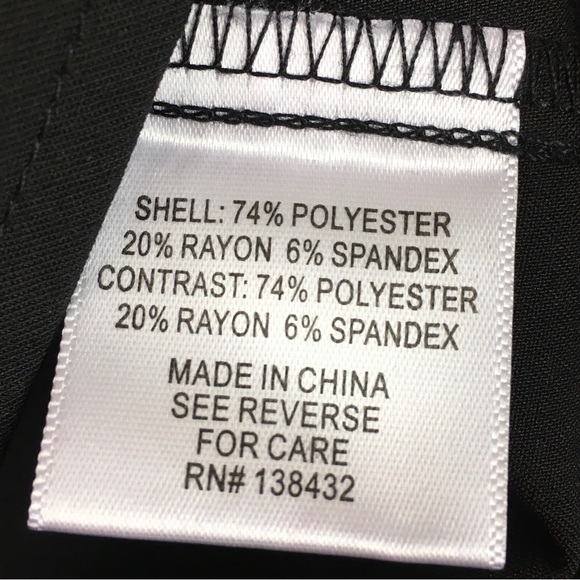 SHELL: 74% POLYESTER
20% RAYON 6% SPANDEX
CONTRAST: 74% POLYESTER
20% RAYON 6% SPANDEX
MADE IN CHINA
SEE REVERSE
FOR CARE
RN# 138432